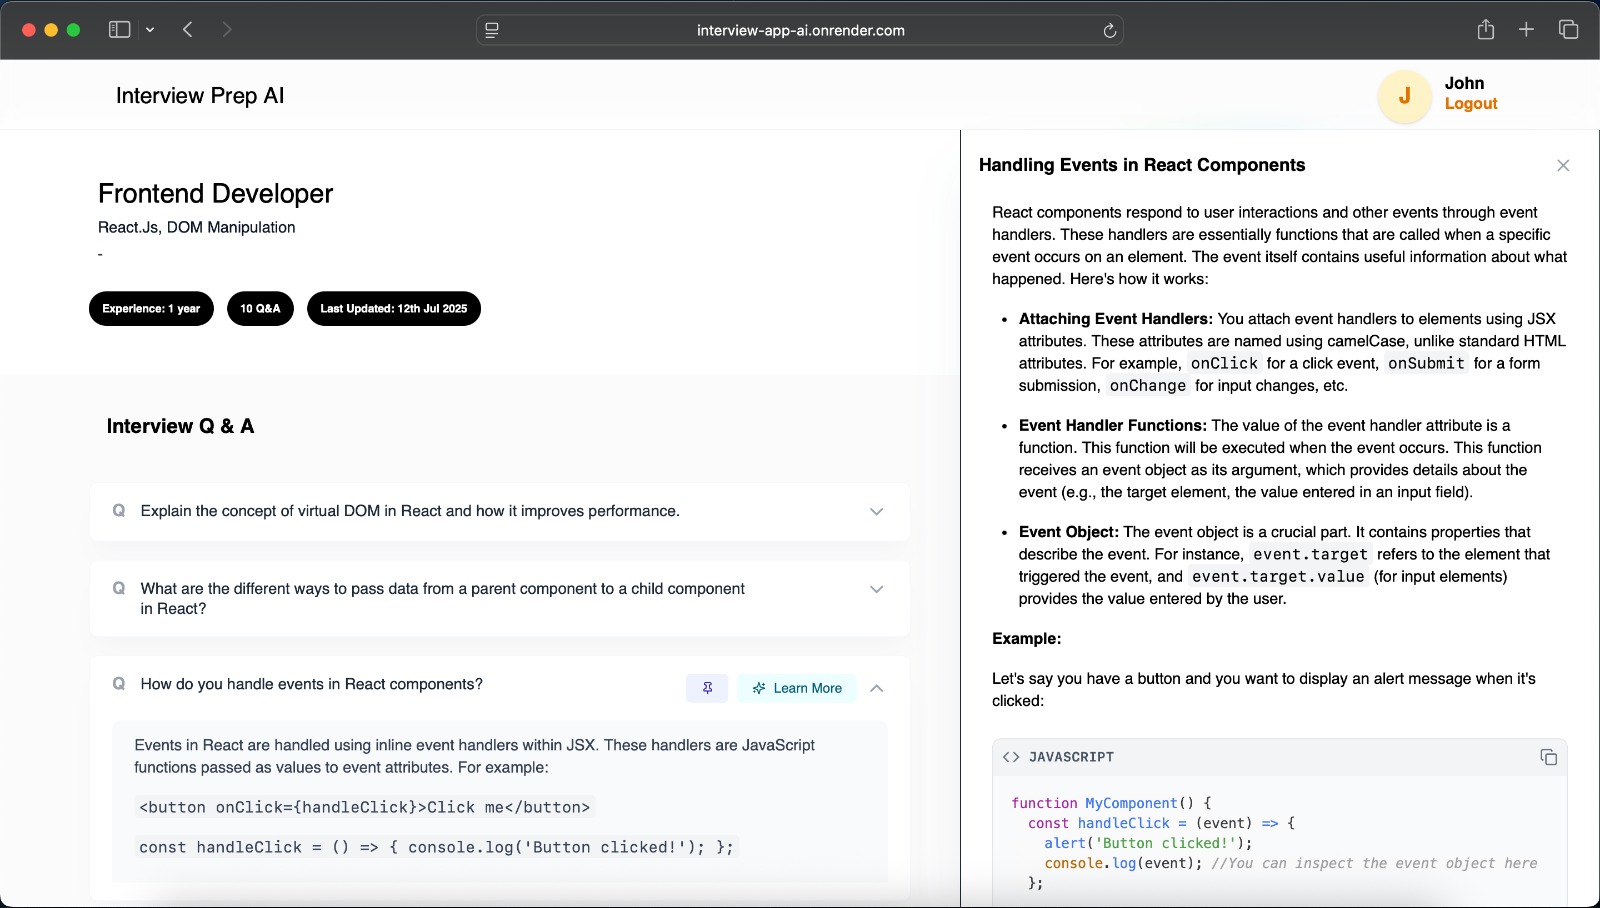 interview-app-ai.onrender.com
Interview Prep AI
J
John
Logout
Frontend Developer
React.Js, DOM Manipulation
-
Experience: 1 year
10 Q&A
Last Updated: 12th Jul 2025
Interview Q & A
Q Explain the concept of virtual DOM in React and how it improves performance.
Q What are the different ways to pass data from a parent component to a child component
in React?
Q How do you handle events in React components?
Learn More
Events in React are handled using inline event handlers within JSX. These handlers are JavaScript
functions passed as values to event attributes. For example:
<button onClick={handleClick}>Click me</button>
const handleClick = () => { console.log('Button clicked!'); };
Handling Events in React Components
React components respond to user interactions and other events through event
handlers. These handlers are essentially functions that are called when a specific
event occurs on an element. The event itself contains useful information about what
happened. Here's how it works:
• Attaching Event Handlers: You attach event handlers to elements using JSX
attributes. These attributes are named using camelCase, unlike standard HTML
attributes. For example, onClick for a click event, onSubmit for a form
submission, onChange for input changes, etc.
• Event Handler Functions: The value of the event handler attribute is a
function. This function will be executed when the event occurs. This function
receives an event object as its argument, which provides details about the
event (e.g., the target element, the value entered in an input field).
• Event Object: The event object is a crucial part. It contains properties that
describe the event. For instance, event.target refers to the element that
triggered the event, and event.target.value (for input elements)
provides the value entered by the user.
Example:
Let's say you have a button and you want to display an alert message when it's
clicked:
<> JAVASCRIPT
function MyComponent() {
const handleClick = (event) => {
alert('Button clicked!');
console.log(event); //You can inspect the event object here
};